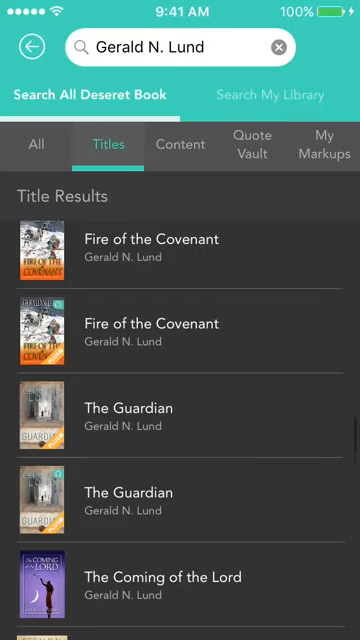 9:41 AM 100%
Gerald N. Lund
Search All Deseret Book Search My Library
All Titles Content Quote Vault My Markups
Title Results
FIRE OF THE COVENANT
Fire of the Covenant
Gerald N. Lund
FIRE OF THE COVENANT
PLUS
Fire of the Covenant
Gerald N. Lund
GUARDIAN
PLUS
The Guardian
Gerald N. Lund
GUARDIAN
PLUS
The Guardian
Gerald N. Lund
The COMING of the LORD
The Coming of the Lord
Gerald N. Lund